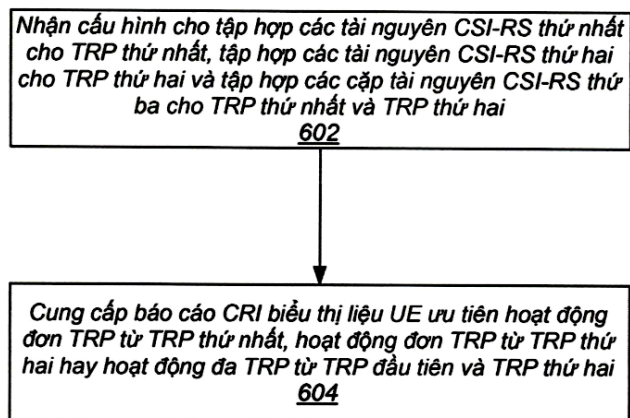 Nhận cấu hình cho tập hợp các tài nguyên CSI-RS thứ nhất
cho TRP thứ nhất, tập hợp các tài nguyên CSI-RS thứ hai
cho TRP thứ hai và tập hợp các cặp tài nguyên CSI-RS thứ
ba cho TRP thứ nhất và TRP thứ hai
602
Cung cấp báo cáo CRI biểu thị liệu UE ưu tiên hoạt động
đơn TRP từ TRP thứ nhất, hoạt động đơn TRP từ TRP thứ
hai hay hoạt động đa TRP từ TRP đầu tiên và TRP thứ hai
604